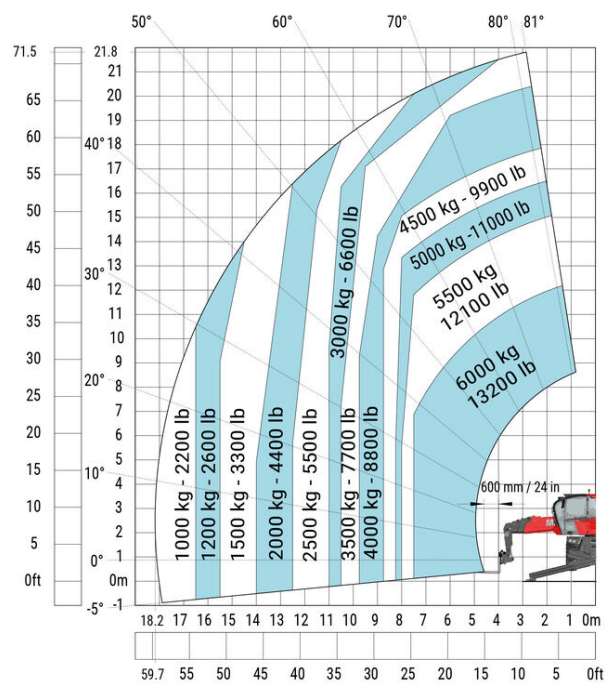 50°
60°
70°
80°
81°
71.5
21.8
21
65
20
19
60
40°
18
17
55
16
50
15
45
14
13
40
30°
12
35
11
10
30
9
25
20°
8
7
20
6
5
15
10°
4
10
3
2
5
1
0°
0ft
0m
-5°
-1
1000 kg - 2200 lb
1200 kg - 2600 lb
1500 kg - 3300 lb
2000 kg - 4400 lb
2500 kg - 5500 lb
3000 kg - 6600 lb
3500 kg - 7700 lb
4000 kg - 8800 lb
4500 kg - 9900 lb
5000 kg -11000 lb
5500 kg
12100 lb
6000 kg
13200 lb
600 mm / 24 in
18.2 17 16 15 14 13 12 11 10 9 8 7 6 5 4 3 2 1 0m
59.7 55 50 45 40 35 30 25 20 15 10 5 0ft